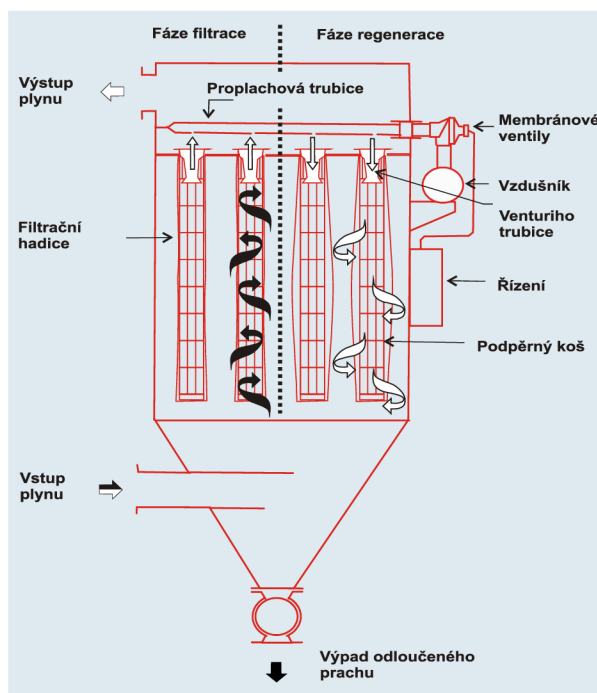 Fáze filtrace
Fáze regenerace
Výstup
plynu
Proplachová trubice
Membránové
ventily
Vzdušník
Venturiho
trubice
Filtrační
hadice
Řízení
Podpěrný koš
Vstup
plynu
Výpad odloučeného
prachu